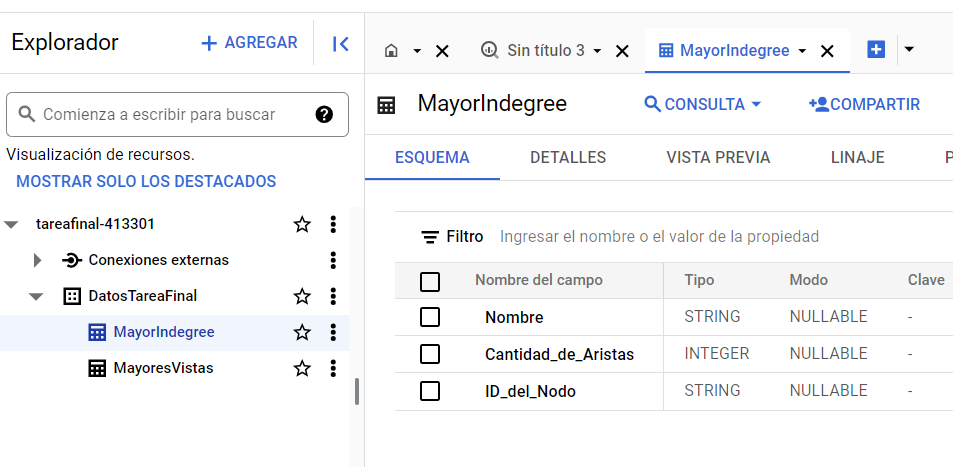 Explorador
+ AGREGAR
Sin título 3
MayorIndegree
Comienza a escribir para buscar
Visualización de recursos.
MOSTRAR SOLO LOS DESTACADOS
tareafinal-413301
Conexiones externas
DatosTareaFinal
MayorIndegree
MayoresVistas
MayorIndegree
CONSULTA
COMPARTIR
ESQUEMA DETALLES VISTA PREVIA LINAJE P
Filtro Ingresar el nombre o el valor de la propiedad
Nombre del campo Tipo Modo Clave
Nombre STRING NULLABLE -
Cantidad_de_Aristas INTEGER NULLABLE -
ID_del_Nodo STRING NULLABLE -